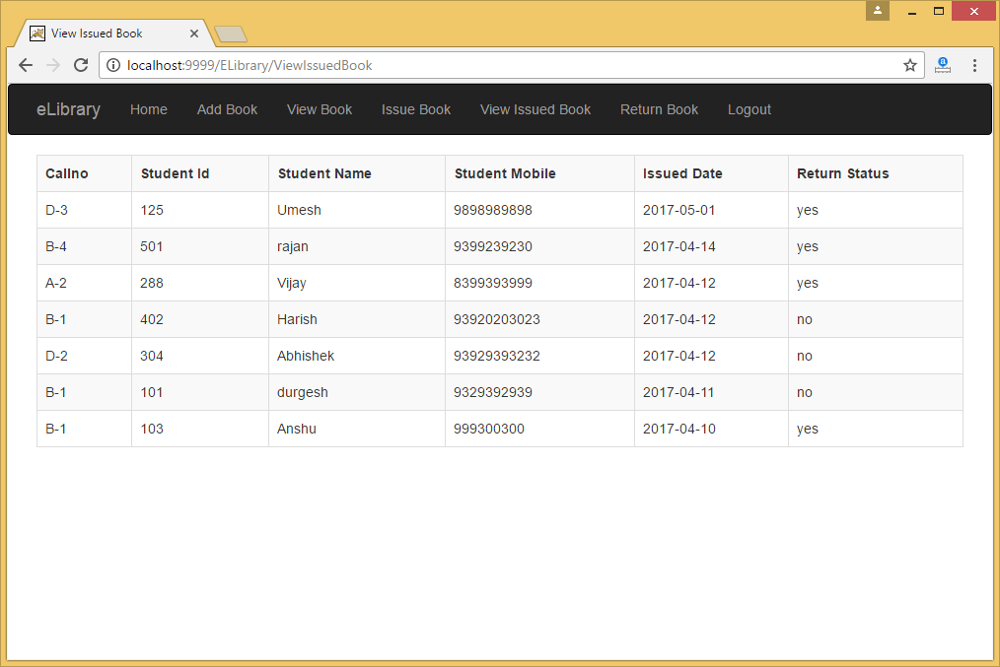 View Issued Book
localhost:9999/ELibrary/ViewIssuedBook
eLibrary Home Add Book View Book Issue Book View Issued Book Return Book Logout
Callno Student Id Student Name Student Mobile Issued Date Return Status
D-3 125 Umesh 9898989898 2017-05-01 yes
B-4 501 rajan 9399239230 2017-04-14 yes
A-2 288 Vijay 8399393999 2017-04-12 yes
B-1 402 Harish 93920203023 2017-04-12 no
D-2 304 Abhishek 93929393232 2017-04-12 no
B-1 101 durgesh 9329392939 2017-04-11 no
B-1 103 Anshu 999300300 2017-04-10 yes